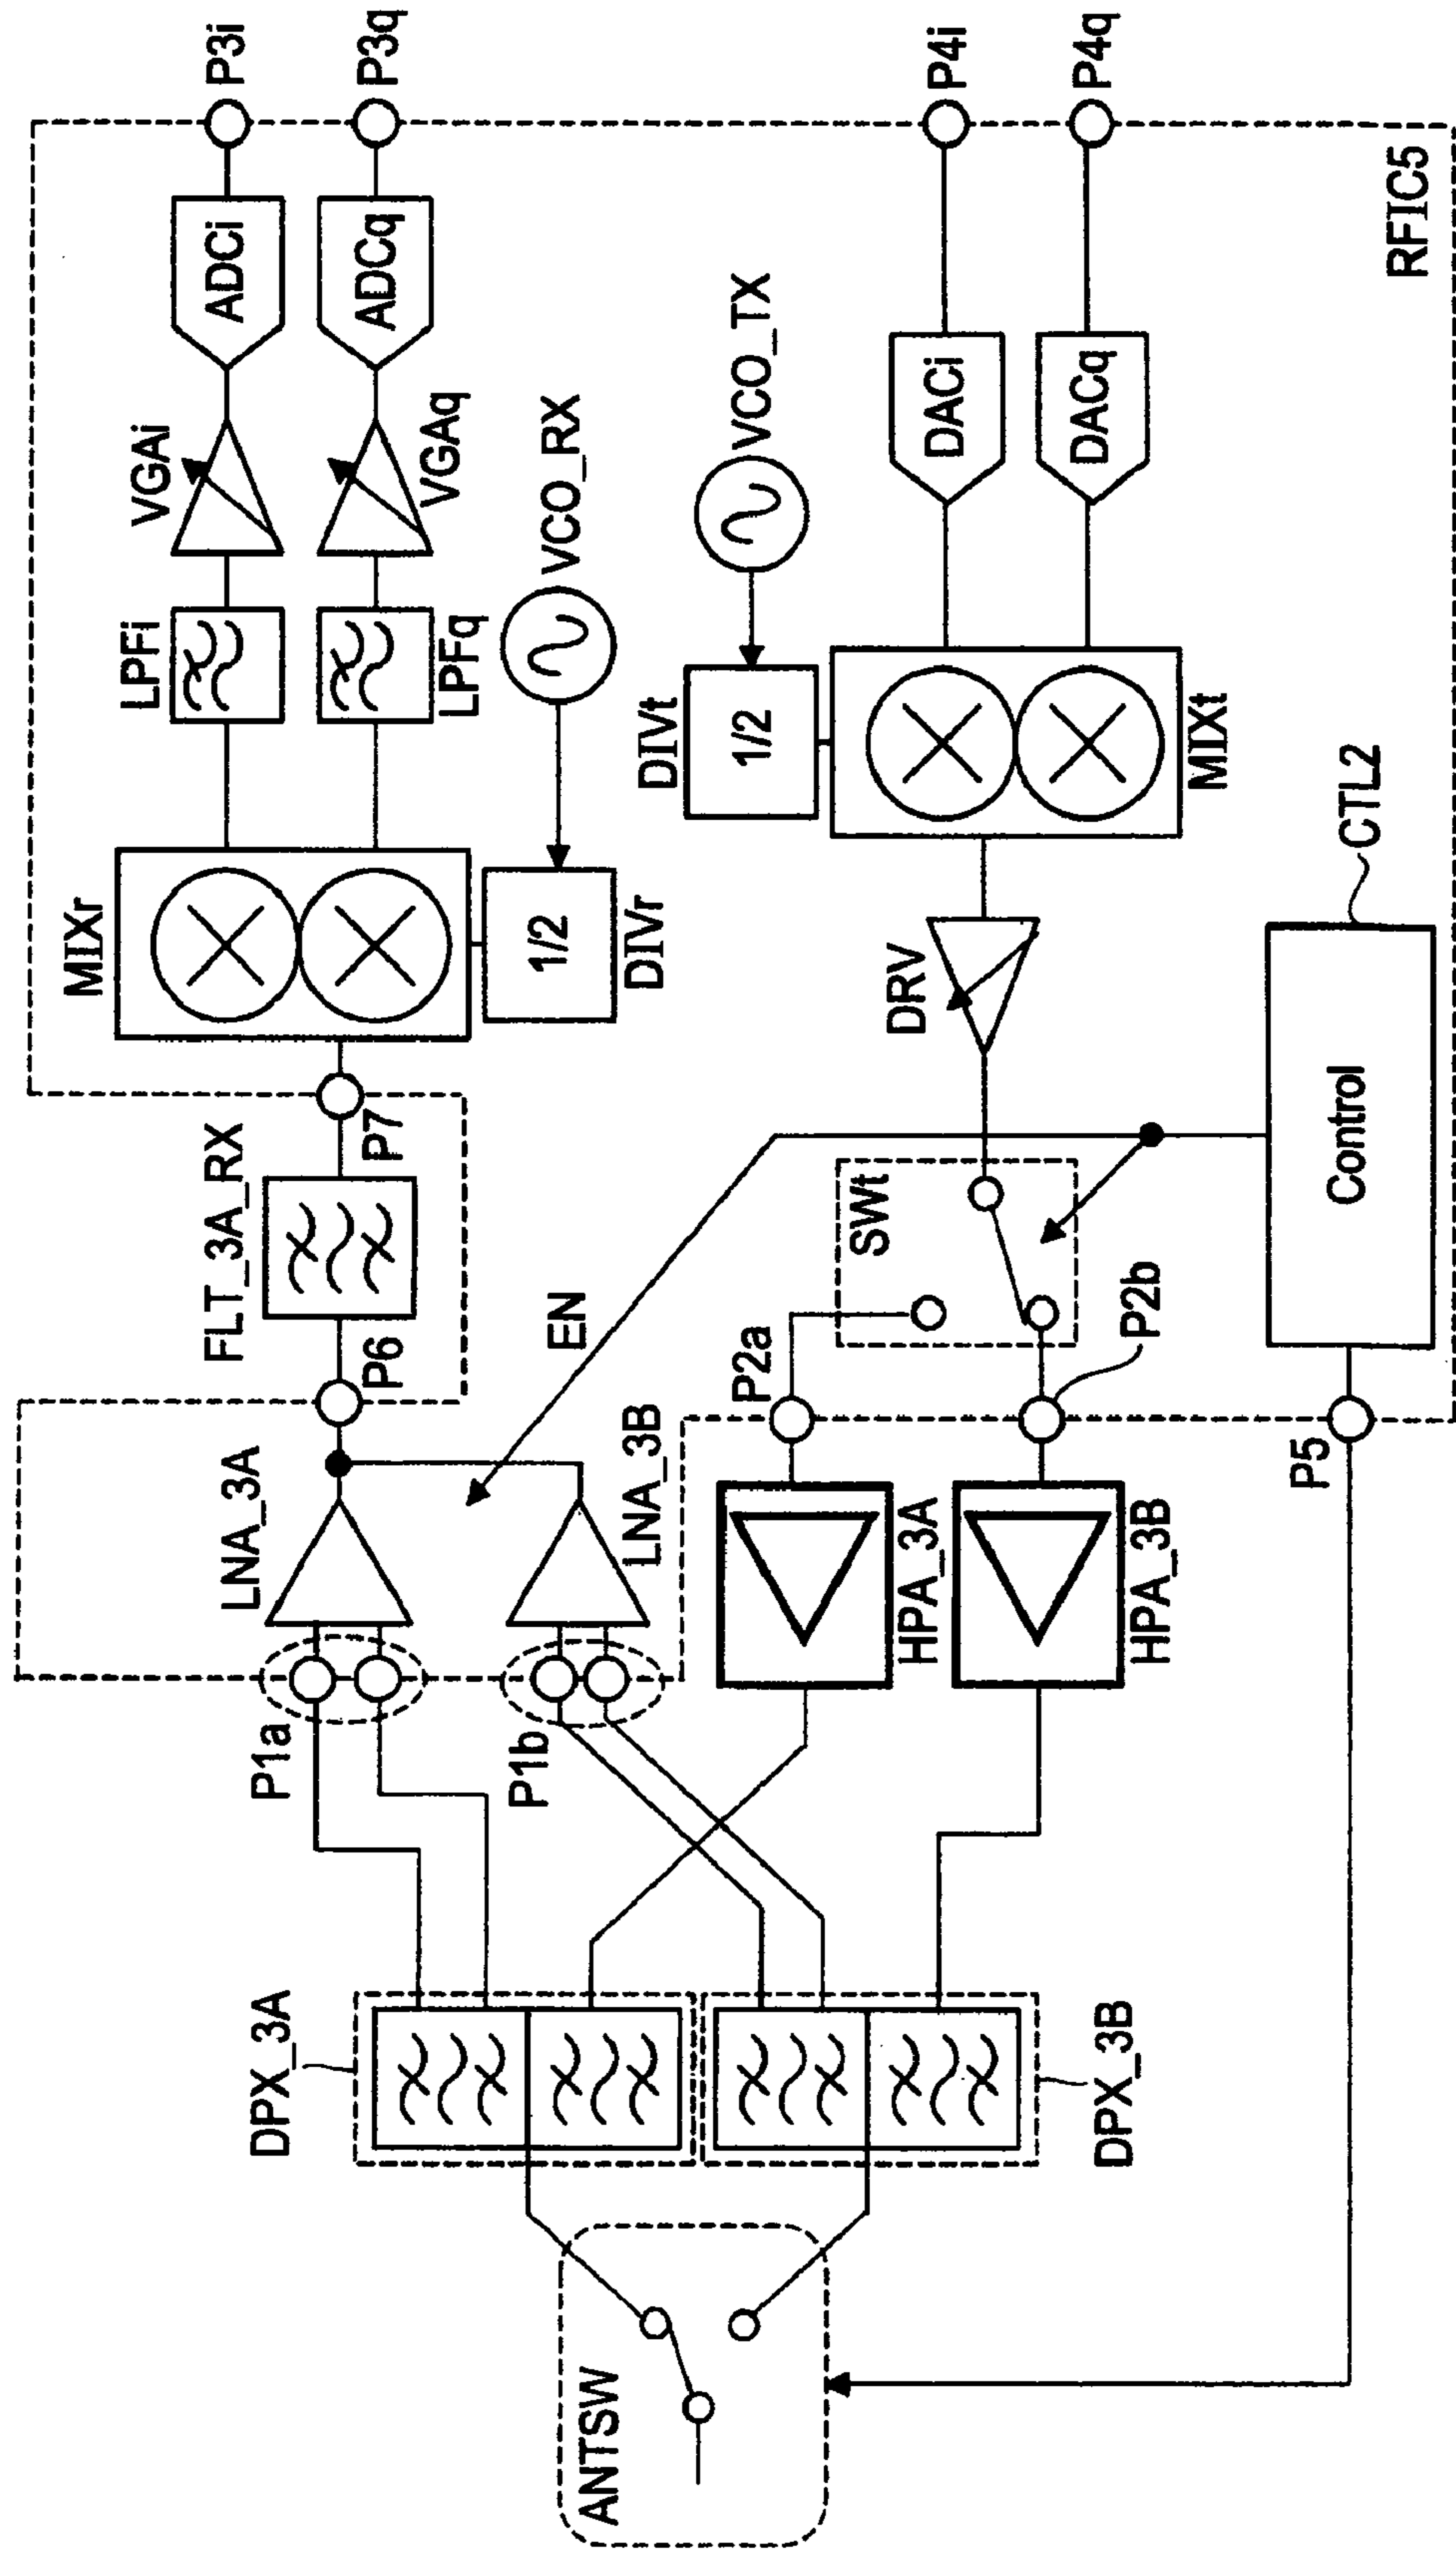 ANTSW
DPX_3A
DPX_3B
P1a
P1b
LNA_3A
LNA_3B
EN
P6
FLT_3A_RX
P7
MIXr
1/2
DIVr
VCO_RX
LPFi
LPFq
VGAi
VGAq
ADCi
ADCq
P3i
P3q
HPA_3A
HPA_3B
P2a
P2b
SWt
DRV
MIXt
DIVt
1/2
VCO_TX
DACi
DACq
P4i
P4q
P5
Control
CTL2
RFIC5